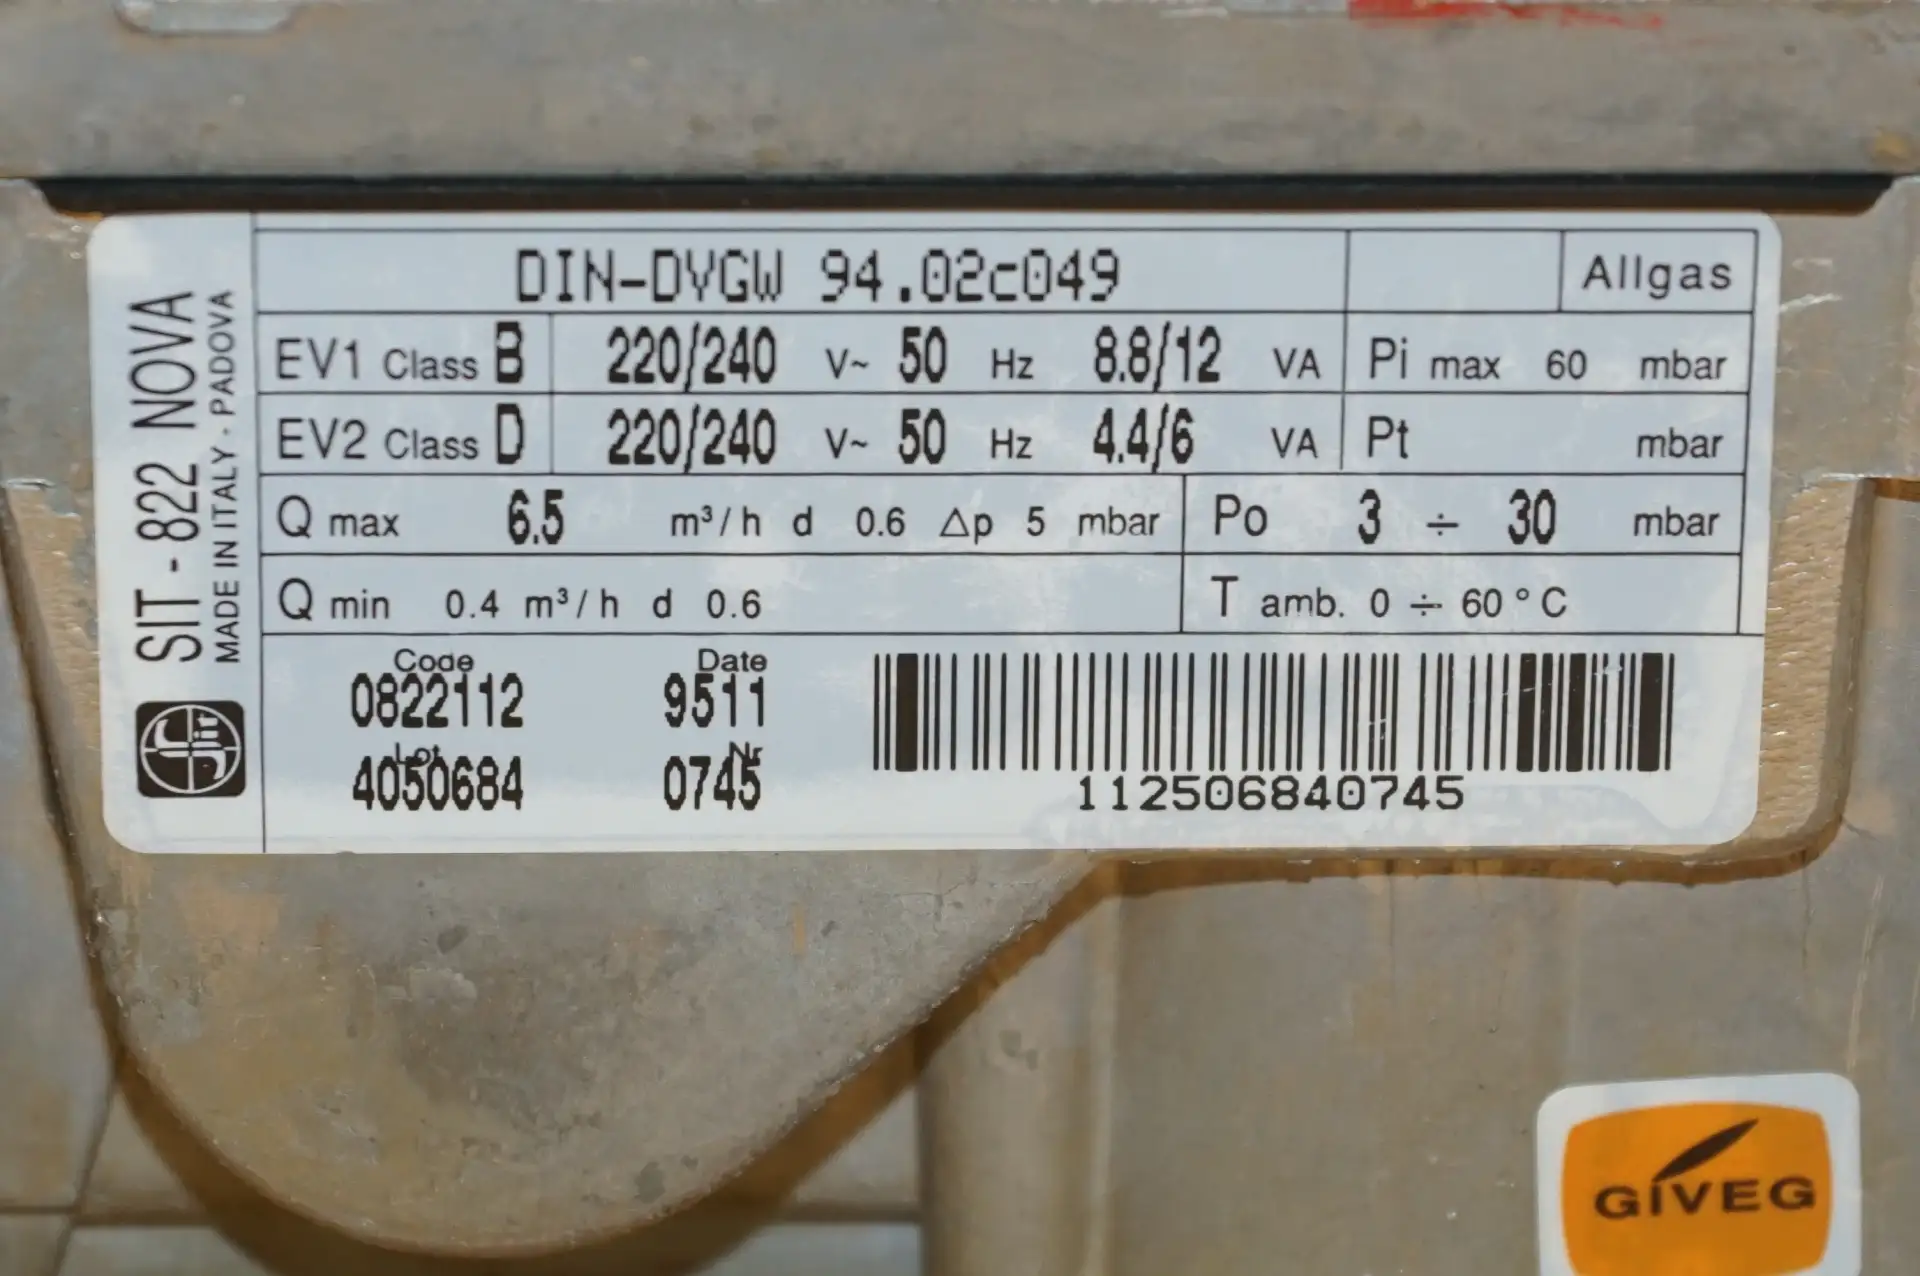 SIT - 822 NOVA
MADE IN ITALY - PADOVA
sit
DIN-DVGW 94.02c049
Allgas
EV1 Class B 220/240 V~ 50 Hz 8.8/12 VA Pi max 60 mbar
EV2 Class D 220/240 V~ 50 Hz 4.4/6 VA Pt mbar
Q max 6.5 m³/h d 0.6 Δp 5 mbar Po 3 ÷ 30 mbar
Q min 0.4 m³/h d 0.6 T amb. 0 ÷ 60 °C
Code Date
0822112 9511
Lot Nr
4050684 0745
112506840745
GIVEG